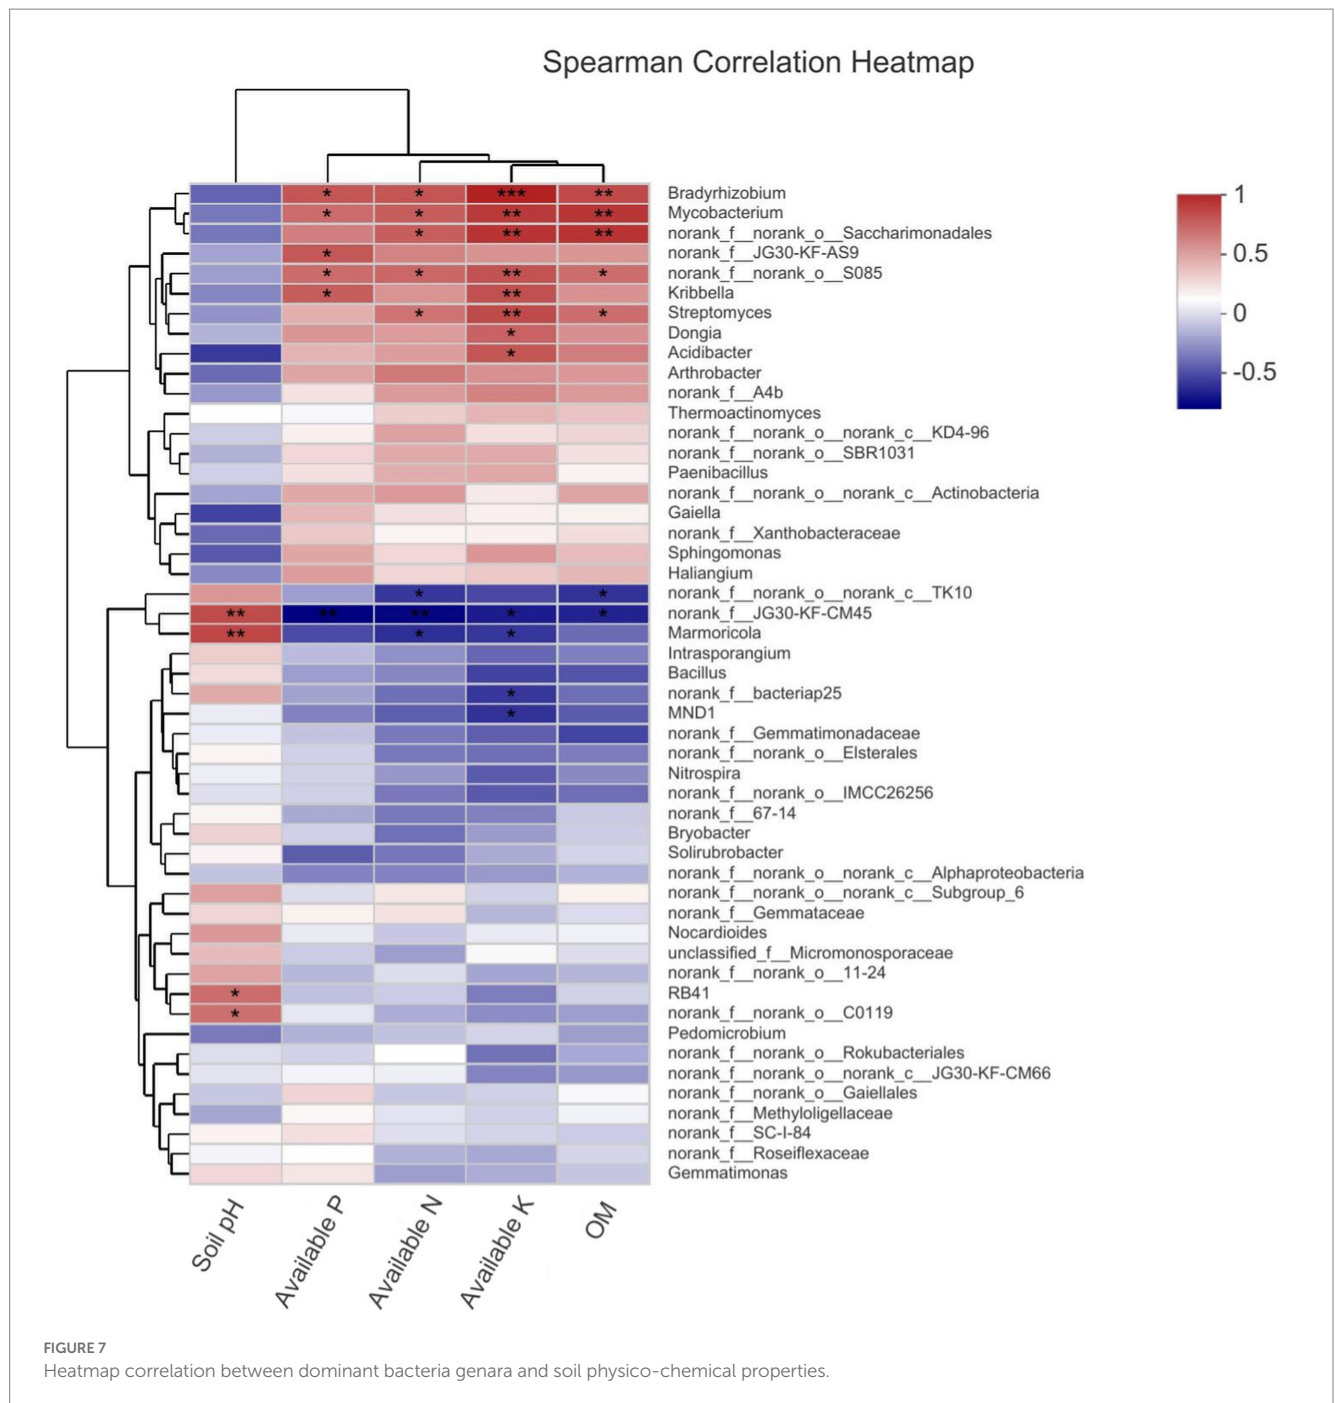 Spearman Correlation Heatmap
* * *** ** Bradyrhizobium
* * ** ** Mycobacterium
* ** ** norank_f__norank_o__Saccharimonadales
* norank_f__JG30-KF-AS9
* * ** * norank_f__norank_o__S085
* ** Kribbella
* ** * Streptomyces
* Dongia
* Acidibacter
Arthrobacter
norank_f__A4b
Thermoactinomyces
norank_f__norank_o__norank_c__KD4-96
norank_f__norank_o__SBR1031
Paenibacillus
norank_f__norank_o__norank_c__Actinobacteria
Gaiella
norank_f__Xanthobacteraceae
Sphingomonas
Haliangium
* * norank_f__norank_o__norank_c__TK10
** ** ** * * norank_f__JG30-KF-CM45
** * * Marmoricola
Intrasporangium
Bacillus
* norank_f__bacteriap25
* MND1
norank_f__Gemmatimonadaceae
norank_f__norank_o__Elsterales
Nitrospira
norank_f__norank_o__IMCC26256
norank_f__67-14
Bryobacter
Solirubrobacter
norank_f__norank_o__norank_c__Alphaproteobacteria
norank_f__norank_o__norank_c__Subgroup_6
norank_f__Gemmataceae
Nocardioides
unclassified_f__Micromonosporaceae
norank_f__norank_o__11-24
* RB41
* norank_f__norank_o__C0119
Pedomicrobium
norank_f__norank_o__Rokubacteriales
norank_f__norank_o__norank_c__JG30-KF-CM66
norank_f__norank_o__Gaiellales
norank_f__Methyloligellaceae
norank_f__SC-I-84
norank_f__Roseiflexaceae
Gemmatimonas
1
0.5
0
-0.5
Soil pH
Available P
Available N
Available K
OM
FIGURE 7
Heatmap correlation between dominant bacteria genara and soil physico-chemical properties.